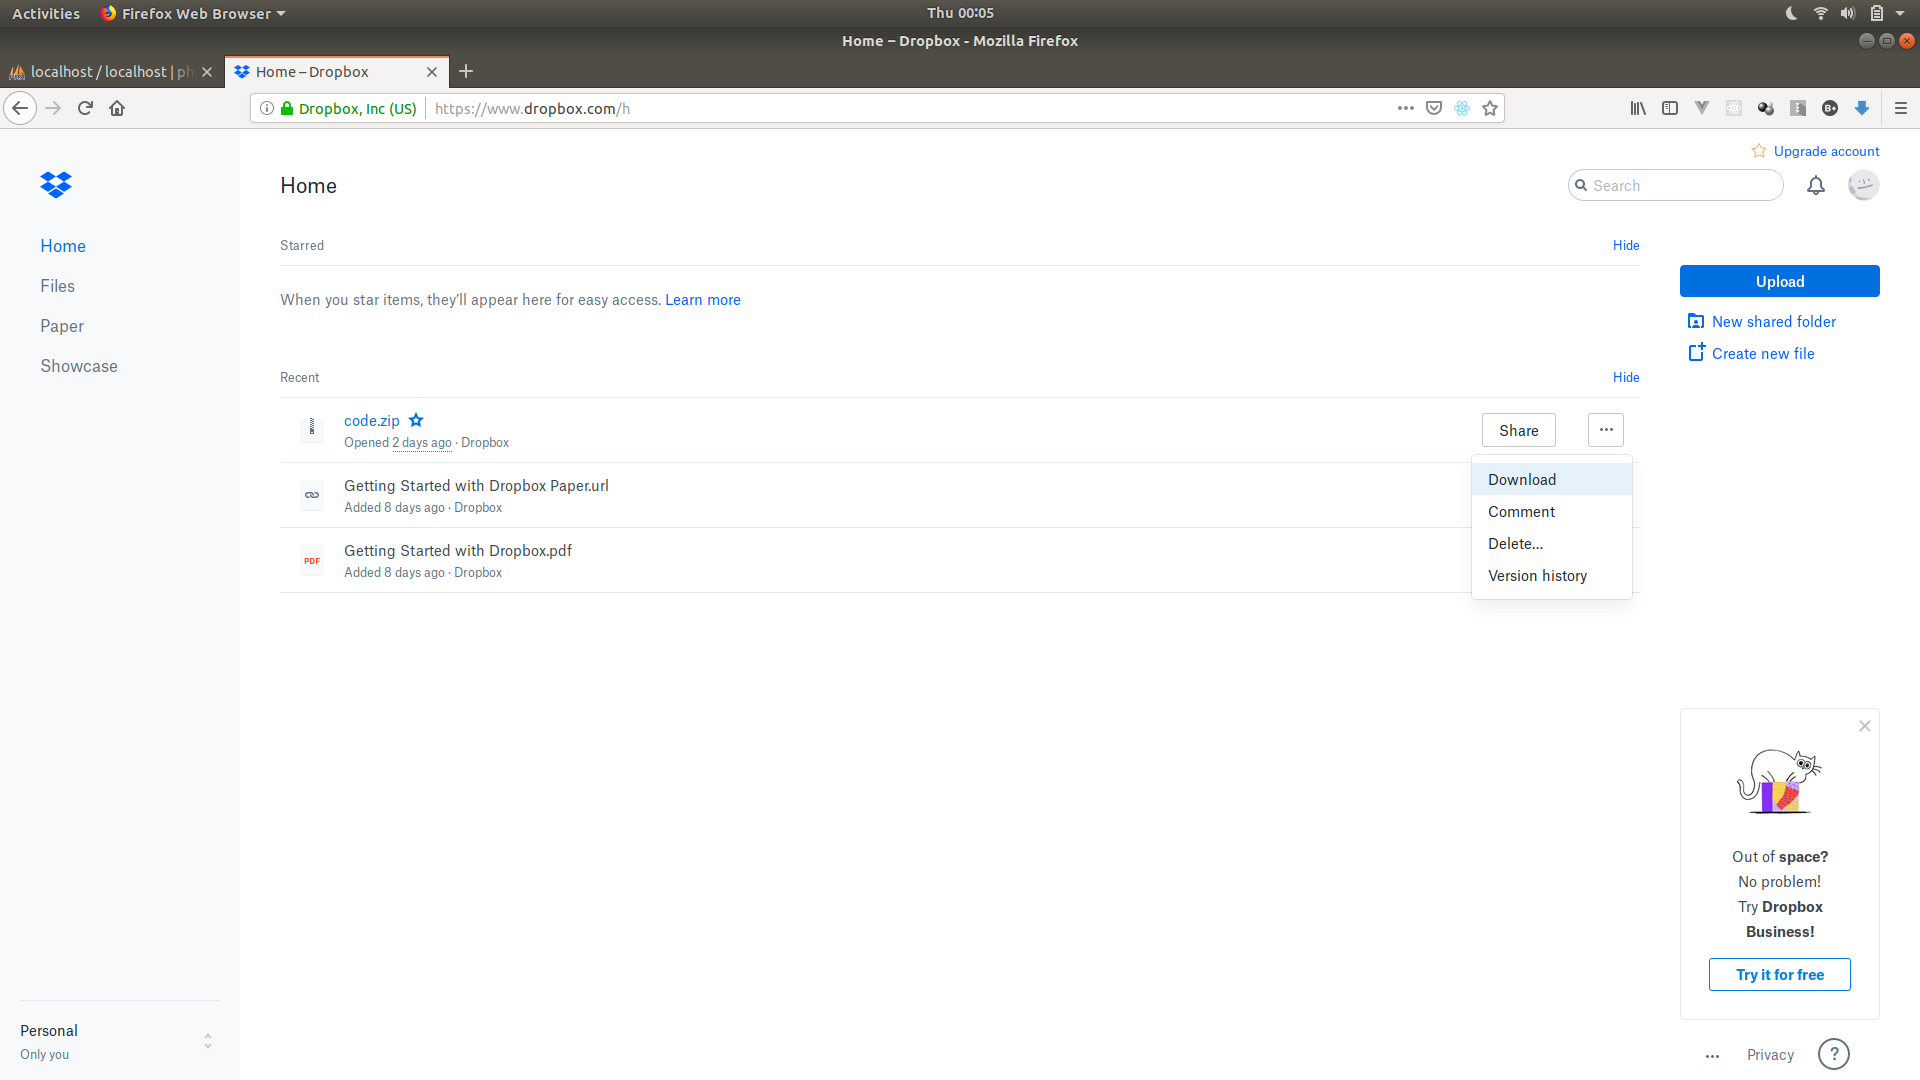 Activities Firefox Web Browser Thu 00:05
Home – Dropbox - Mozilla Firefox
localhost / localhost | ph Home – Dropbox
Dropbox, Inc (US) https://www.dropbox.com/h
Upgrade account
Home Search
Home
Files
Paper
Showcase
Starred Hide
When you star items, they’ll appear here for easy access. Learn more
Upload
New shared folder
Create new file
Recent Hide
code.zip
Opened 2 days ago · Dropbox
Share
Getting Started with Dropbox Paper.url
Added 8 days ago · Dropbox
PDF Getting Started with Dropbox.pdf
Added 8 days ago · Dropbox
Download
Comment
Delete...
Version history
Out of space?
No problem!
Try Dropbox
Business!
Try it for free
Personal
Only you
Privacy ?